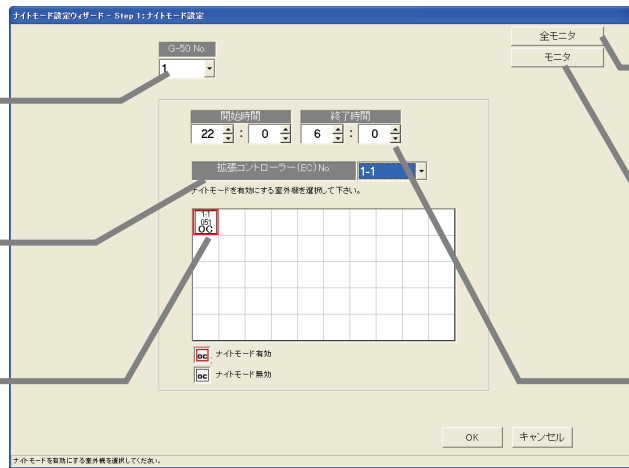 ナイトモード設定ウィザード - Step 1:ナイトモード設定
全モニタ
モニタ
G-50 No.
1
開始時間
終了時間
22 : 0
6 : 0
拡張コントローラー(EC) No.
1-1
ナイトモードを有効にする室外機を選択して下さい。
1-1
051
OC
oc ナイトモード有効
oc ナイトモード無効
OK
キャンセル
ナイトモードを有効にする室外機を選択してください。